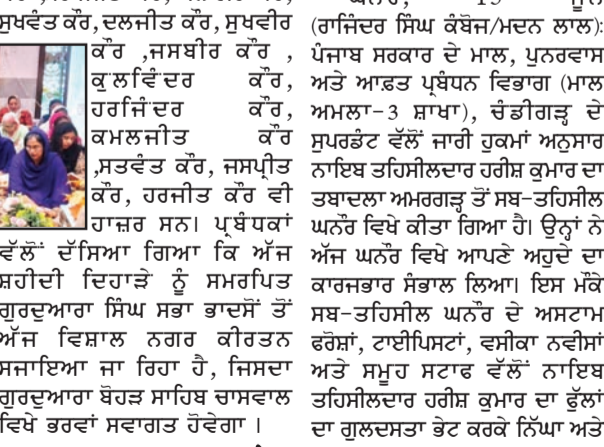 ਸੁਖਵੰਤ ਕੌਰ,ਦਲਜੀਤ ਕੌਰ, ਸੁਖਵੀਰ
ਕੌਰ ,ਜਸਬੀਰ ਕੌਰ ,
ਕੁਲਵਿੰਦਰ ਕੌਰ,
ਹਰਜਿੰਦਰ ਕੌਰ,
ਕਮਲਜੀਤ ਕੌਰ
,ਸਤਵੰਤ ਕੌਰ, ਜਸਪ੍ਰੀਤ
ਕੌਰ, ਹਰਜੀਤ ਕੌਰ ਵੀ
ਹਾਜ਼ਰ ਸਨ। ਪ੍ਰਬੰਧਕਾਂ
ਵੱਲੋਂ ਦੱਸਿਆ ਗਿਆ ਕਿ ਅੱਜ
ਸ਼ਹੀਦੀ ਦਿਹਾੜੇ ਨੂੰ ਸਮਰਪਿਤ
ਗੁਰਦੁਆਰਾ ਸਿੰਘ ਸਭਾ ਭਾਦਸੋਂ ਤੋਂ
ਅੱਜ ਵਿਸ਼ਾਲ ਨਗਰ ਕੀਰਤਨ
ਸਜਾਇਆ ਜਾ ਰਿਹਾ ਹੈ, ਜਿਸਦਾ
ਗੁਰਦੁਆਰਾ ਬੋਹੜ ਸਾਹਿਬ ਚਾਸਵਾਲ
ਵਿਖੇ ਭਰਵਾਂ ਸਵਾਗਤ ਹੋਵੇਗਾ ।
(ਰਾਜਿੰਦਰ ਸਿੰਘ ਕੰਬੋਜ/ਮਦਨ ਲਾਲ):
ਪੰਜਾਬ ਸਰਕਾਰ ਦੇ ਮਾਲ, ਪੁਨਰਵਾਸ
ਅਤੇ ਆਫ਼ਤ ਪ੍ਰਬੰਧਨ ਵਿਭਾਗ (ਮਾਲ
ਅਮਲਾ-3 ਸ਼ਾਖਾ), ਚੰਡੀਗੜ੍ਹ ਦੇ
ਸੁਪਰਡੰਟ ਵੱਲੋਂ ਜਾਰੀ ਹੁਕਮਾਂ ਅਨੁਸਾਰ
ਨਾਇਬ ਤਹਿਸੀਲਦਾਰ ਹਰੀਸ਼ ਕੁਮਾਰ ਦਾ
ਤਬਾਦਲਾ ਅਮਰਗੜ੍ਹ ਤੋਂ ਸਬ-ਤਹਿਸੀਲ
ਘਨੌਰ ਵਿਖੇ ਕੀਤਾ ਗਿਆ ਹੈ। ਉਨ੍ਹਾਂ ਨੇ
ਅੱਜ ਘਨੌਰ ਵਿਖੇ ਆਪਣੇ ਅਹੁਦੇ ਦਾ
ਕਾਰਜਭਾਰ ਸੰਭਾਲ ਲਿਆ। ਇਸ ਮੌਕੇ
ਸਬ-ਤਹਿਸੀਲ ਘਨੌਰ ਦੇ ਅਸਟਾਮ
ਫਰੋਸ਼ਾਂ, ਟਾਈਪਿਸਟਾਂ, ਵਸੀਕਾ ਨਵੀਸਾਂ
ਅਤੇ ਸਮੂਹ ਸਟਾਫ ਵੱਲੋਂ ਨਾਇਬ
ਤਹਿਸੀਲਦਾਰ ਹਰੀਸ਼ ਕੁਮਾਰ ਦਾ ਫੁੱਲਾਂ
ਦਾ ਗੁਲਦਸਤਾ ਭੇਟ ਕਰਕੇ ਨਿੱਘਾ ਅਤੇ